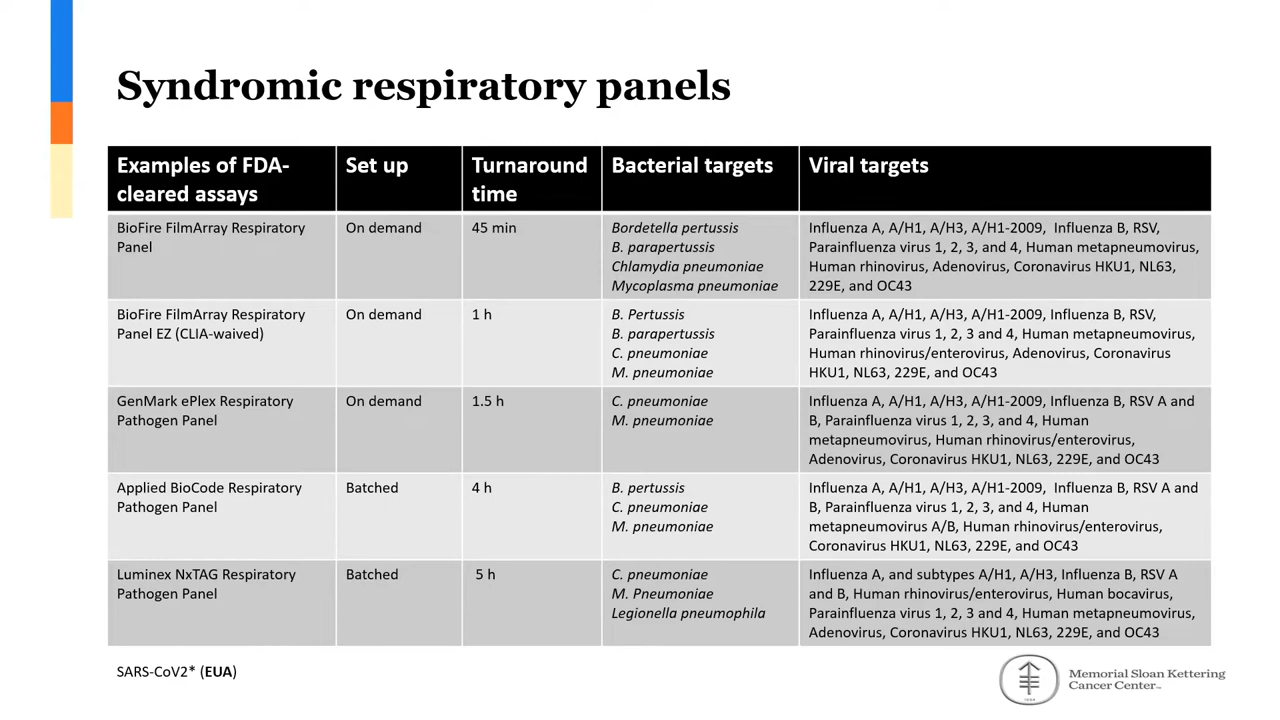 Syndromic respiratory panels
Examples of FDA-
cleared assays
Set up
Turnaround
time
Bacterial targets
Viral targets
BioFire FilmArray Respiratory
Panel
On demand
45 min
Bordetella pertussis
B. parapertussis
Chlamydia pneumoniae
Mycoplasma pneumoniae
Influenza A, A/H1, A/H3, A/H1-2009, Influenza B, RSV,
Parainfluenza virus 1, 2, 3, and 4, Human metapneumovirus,
Human rhinovirus, Adenovirus, Coronavirus HKU1, NL63,
229E, and OC43
BioFire FilmArray Respiratory
Panel EZ (CLIA-waived)
On demand
1 h
B. Pertussis
B. parapertussis
C. pneumoniae
M. pneumoniae
Influenza A, A/H1, A/H3, A/H1-2009, Influenza B, RSV,
Parainfluenza virus 1, 2, 3 and 4, Human metapneumovirus,
Human rhinovirus/enterovirus, Adenovirus, Coronavirus
HKU1, NL63, 229E, and OC43
GenMark ePlex Respiratory
Pathogen Panel
On demand
1.5 h
C. pneumoniae
M. pneumoniae
Influenza A, A/H1, A/H3, A/H1-2009, Influenza B, RSV A and
B, Parainfluenza virus 1, 2, 3, and 4, Human
metapneumovirus, Human rhinovirus/enterovirus,
Adenovirus, Coronavirus HKU1, NL63, 229E, and OC43
Applied BioCode Respiratory
Pathogen Panel
Batched
4 h
B. pertussis
C. pneumoniae
M. pneumoniae
Influenza A, A/H1, A/H3, A/H1-2009, Influenza B, RSV A and
B, Parainfluenza virus 1, 2, 3, and 4, Human
metapneumovirus A/B, Human rhinovirus/enterovirus,
Coronavirus HKU1, NL63, 229E, and OC43
Luminex NxTAG Respiratory
Pathogen Panel
Batched
5 h
C. pneumoniae
M. Pneumoniae
Legionella pneumophila
Influenza A, and subtypes A/H1, A/H3, Influenza B, RSV A
and B, Human rhinovirus/enterovirus, Human bocavirus,
Parainfluenza virus 1, 2, 3 and 4, Human metapneumovirus,
Adenovirus, Coronavirus HKU1, NL63, 229E, and OC43
SARS-CoV2* (EUA)
Memorial Sloan Kettering
Cancer Center